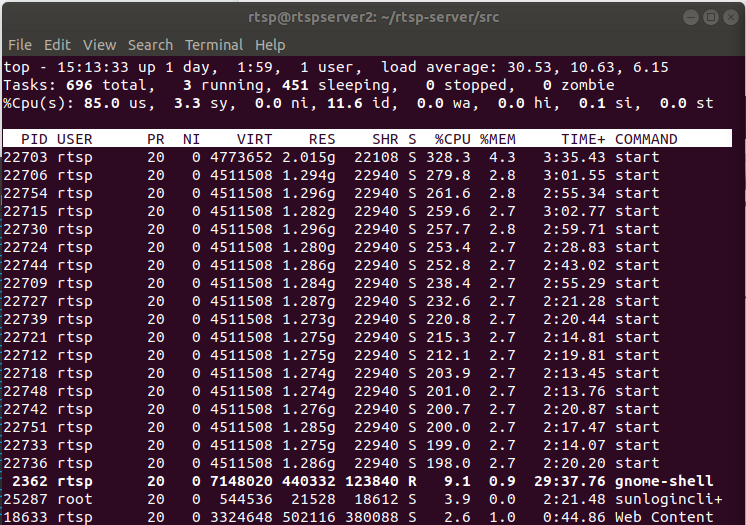 rtsp@rtspserver2: ~/rtsp-server/src
File Edit View Search Terminal Help
top - 15:13:33 up 1 day,  1:59,  1 user,  load average: 30.53, 10.63, 6.15
Tasks: 696 total,   3 running, 451 sleeping,   0 stopped,   0 zombie
%Cpu(s): 85.0 us,  3.3 sy,  0.0 ni, 11.6 id,  0.0 wa,  0.0 hi,  0.1 si,  0.0 st
PID USER      PR  NI    VIRT    RES    SHR S  %CPU %MEM     TIME+ COMMAND
22703 rtsp      20   0 4773652 2.015g  22108 S 328.3  4.3   3:35.43 start
22706 rtsp      20   0 4511508 1.294g  22940 S 279.8  2.8   3:01.55 start
22754 rtsp      20   0 4511508 1.296g  22940 S 261.6  2.8   2:55.34 start
22715 rtsp      20   0 4511508 1.282g  22940 S 259.6  2.7   3:02.77 start
22730 rtsp      20   0 4511508 1.296g  22940 S 257.7  2.8   2:59.71 start
22724 rtsp      20   0 4511508 1.280g  22940 S 253.4  2.7   2:28.83 start
22744 rtsp      20   0 4511508 1.286g  22940 S 252.8  2.7   2:43.02 start
22709 rtsp      20   0 4511508 1.284g  22940 S 238.4  2.7   2:55.29 start
22727 rtsp      20   0 4511508 1.287g  22940 S 232.6  2.7   2:21.28 start
22739 rtsp      20   0 4511508 1.273g  22940 S 220.8  2.7   2:20.44 start
22721 rtsp      20   0 4511508 1.275g  22940 S 215.3  2.7   2:14.81 start
22712 rtsp      20   0 4511508 1.275g  22940 S 212.1  2.7   2:19.81 start
22718 rtsp      20   0 4511508 1.274g  22940 S 203.9  2.7   2:13.45 start
22748 rtsp      20   0 4511508 1.274g  22940 S 201.0  2.7   2:13.76 start
22742 rtsp      20   0 4511508 1.276g  22940 S 200.7  2.7   2:20.87 start
22751 rtsp      20   0 4511508 1.285g  22940 S 200.0  2.7   2:17.47 start
22733 rtsp      20   0 4511508 1.275g  22940 S 199.0  2.7   2:14.07 start
22736 rtsp      20   0 4511508 1.286g  22940 S 198.0  2.7   2:20.20 start
2362 rtsp      20   0 7148020 440332 123840 R   9.1  0.9  29:37.76 gnome-shell
25287 root      20   0  544536  21528  18612 S   3.9  0.0   2:21.48 sunlogincli+
18633 rtsp      20   0 3324648 502116 380088 S   2.6  1.0   0:44.86 Web Content